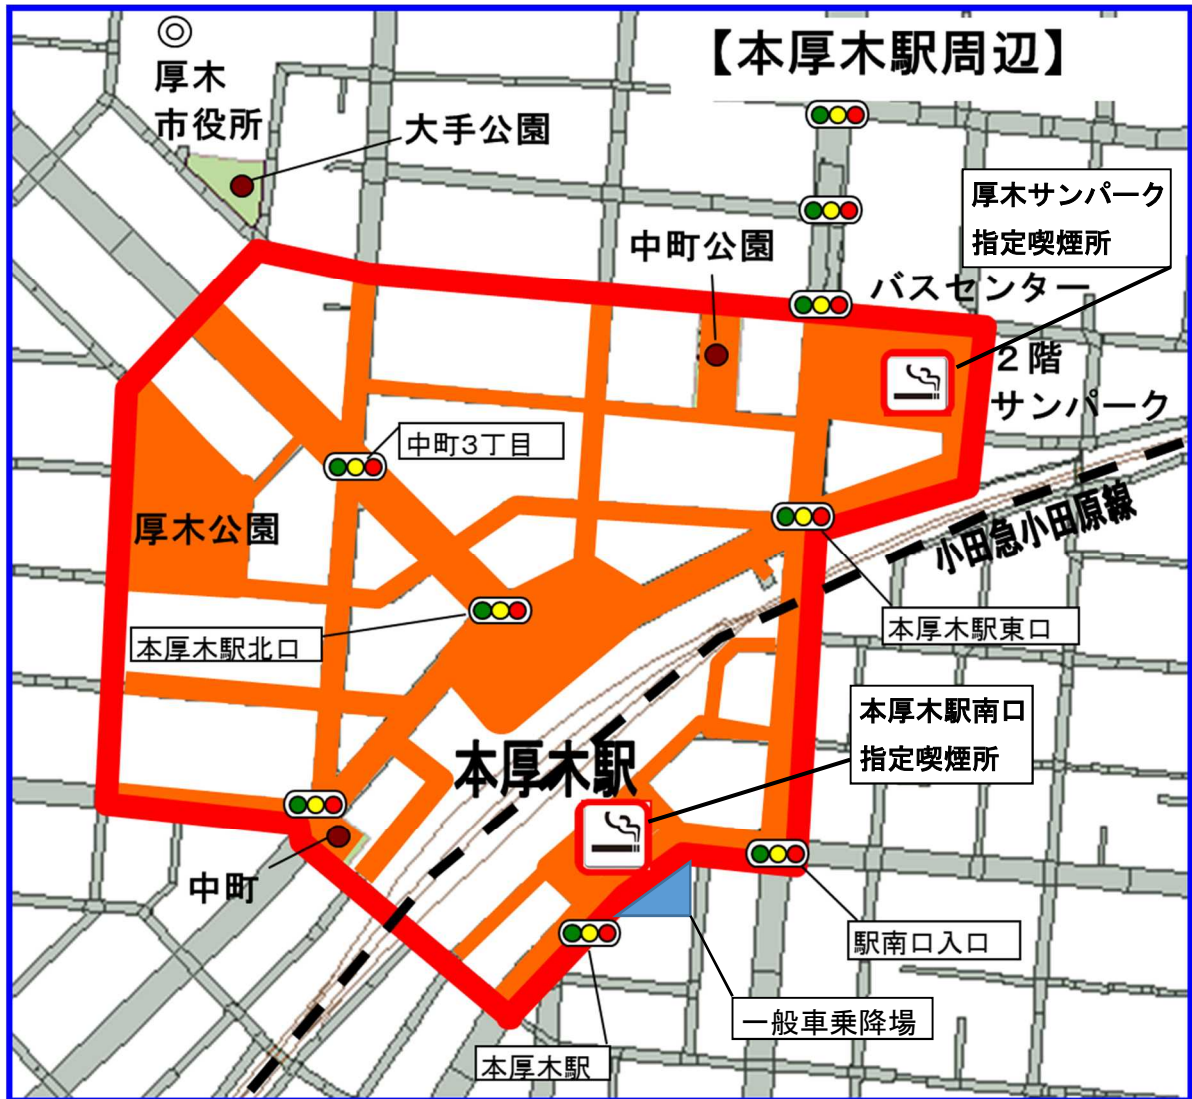 【本厚木駅周辺】
◎
厚木
市役所
大手公園
中町公園
厚木サンパーク
指定喫煙所
バスセンター
2階
サンパーク
中町3丁目
厚木公園
小田急小田原線
本厚木駅東口
本厚木駅北口
本厚木駅南口
指定喫煙所
本厚木駅
中町
駅南口入口
一般車乗降場
本厚木駅